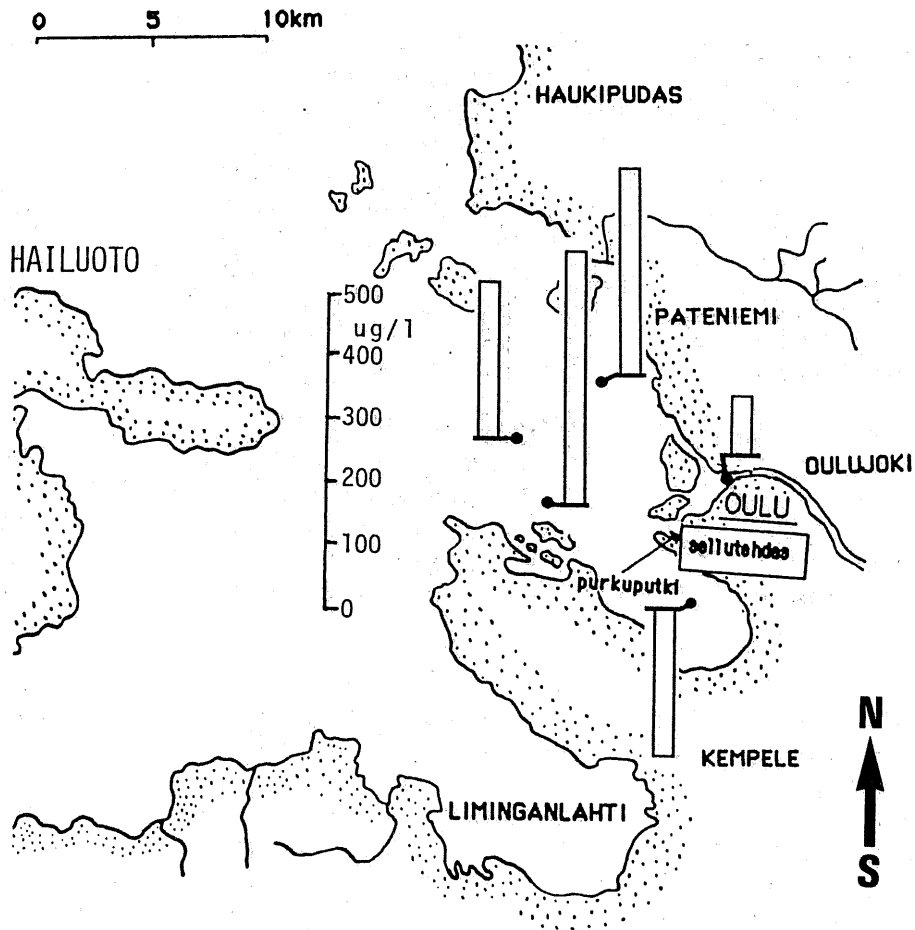 0 5 10km
HAUKIPUDAS
HAILUOTO
500
ug/l
400
PATENIEMI
300
OULUJOKI
200
OULU
100
sellutehdas
purkuputki
0
N
KEMPELE
LIMINGANLAHTI
S